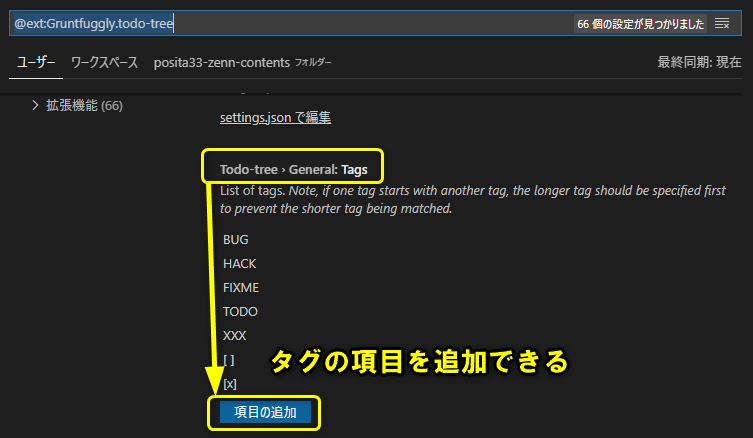 @ext:Gruntfuggly.todo-tree
66 個の設定が見つかりました
ユーザー ワークスペース posita33-zenn-contents フォルダー 最終同期: 現在
拡張機能 (66)
settings.json で編集
Todo-tree › General: Tags
List of tags. Note, if one tag starts with another tag, the longer tag should be specified first
to prevent the shorter tag being matched.
BUG
HACK
FIXME
TODO
XXX
[ ]
[x]
タグの項目を追加できる
項目の追加